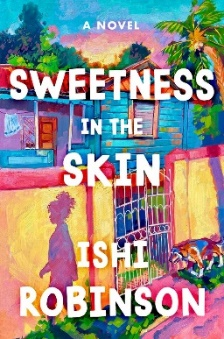 A NOVEL
SWEETNESS
IN THE
SKIN
ISHI
ROBINSON